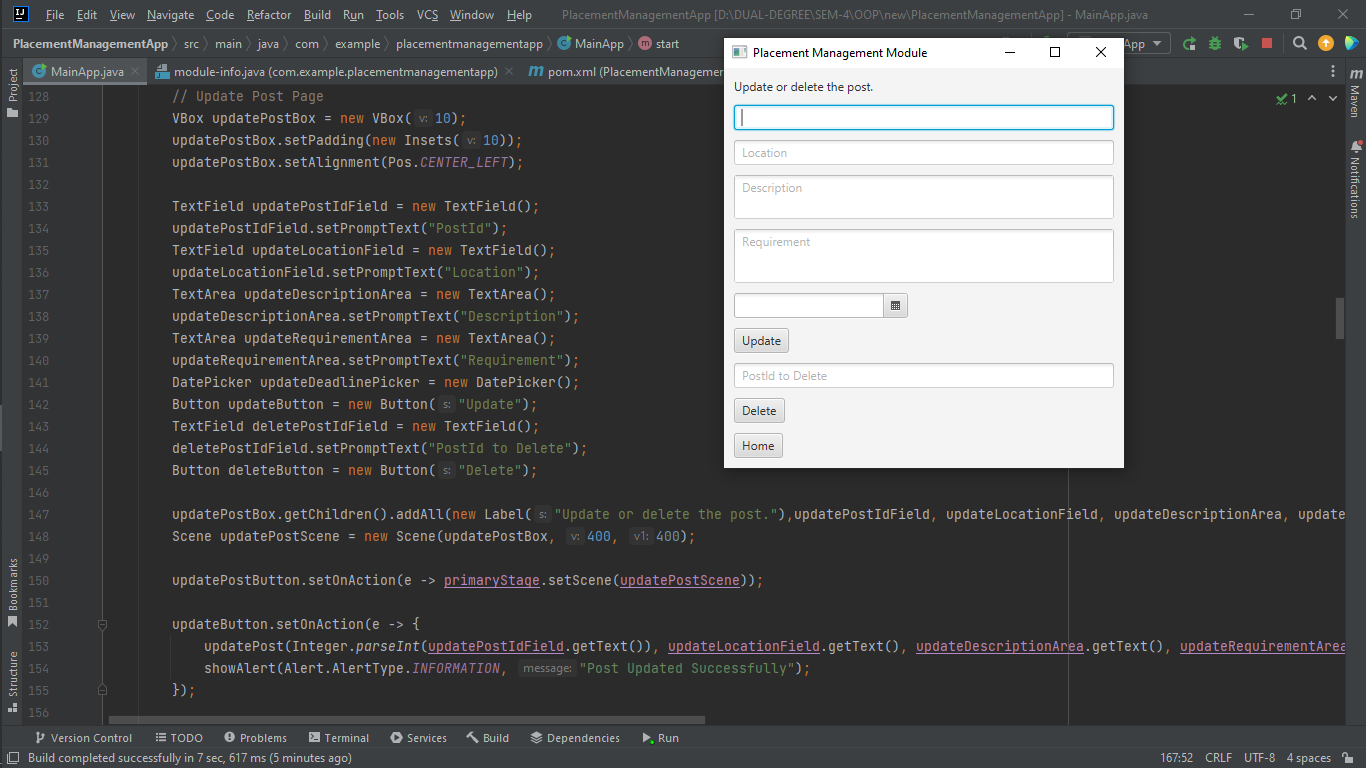 File Edit View Navigate Code Refactor Build Run Tools VCS Window Help PlacementManagementApp [D:\DUAL-DEGREE\SEM-4\OOP\new\PlacementManagementApp] - MainApp.java
PlacementManagementApp src main java com example placementmanagementapp MainApp start
MainApp.java module-info.java (com.example.placementmanagementapp) pom.xml (PlacementManagemen
Project
Bookmarks
Structure
128 // Update Post Page
129 VBox updatePostBox = new VBox( v: 10);
130 updatePostBox.setPadding(new Insets( v: 10));
131 updatePostBox.setAlignment(Pos.CENTER_LEFT);
132
133 TextField updatePostIdField = new TextField();
134 updatePostIdField.setPromptText("PostId");
135 TextField updateLocationField = new TextField();
136 updateLocationField.setPromptText("Location");
137 TextArea updateDescriptionArea = new TextArea();
138 updateDescriptionArea.setPromptText("Description");
139 TextArea updateRequirementArea = new TextArea();
140 updateRequirementArea.setPromptText("Requirement");
141 DatePicker updateDeadlinePicker = new DatePicker();
142 Button updateButton = new Button( s: "Update");
143 TextField deletePostIdField = new TextField();
144 deletePostIdField.setPromptText("PostId to Delete");
145 Button deleteButton = new Button( s: "Delete");
146
147 updatePostBox.getChildren().addAll(new Label( s: "Update or delete the post."),updatePostIdField, updateLocationField, updateDescriptionArea, update
148 Scene updatePostScene = new Scene(updatePostBox, v: 400, v1: 400);
149
150 updatePostButton.setOnAction(e -> primaryStage.setScene(updatePostScene));
151
152 updateButton.setOnAction(e -> {
153 updatePost(Integer.parseInt(updatePostIdField.getText()), updateLocationField.getText(), updateDescriptionArea.getText(), updateRequirementArea
154 showAlert(Alert.AlertType.INFORMATION, message: "Post Updated Successfully");
155 });
156
Placement Management Module
Update or delete the post.
Location
Description
Requirement
Update
PostId to Delete
Delete
Home
App
1
m
Maven
Notifications
Version Control TODO Problems Terminal Services Build Dependencies Run
Build completed successfully in 7 sec, 617 ms (5 minutes ago) 167:52 CRLF UTF-8 4 spaces